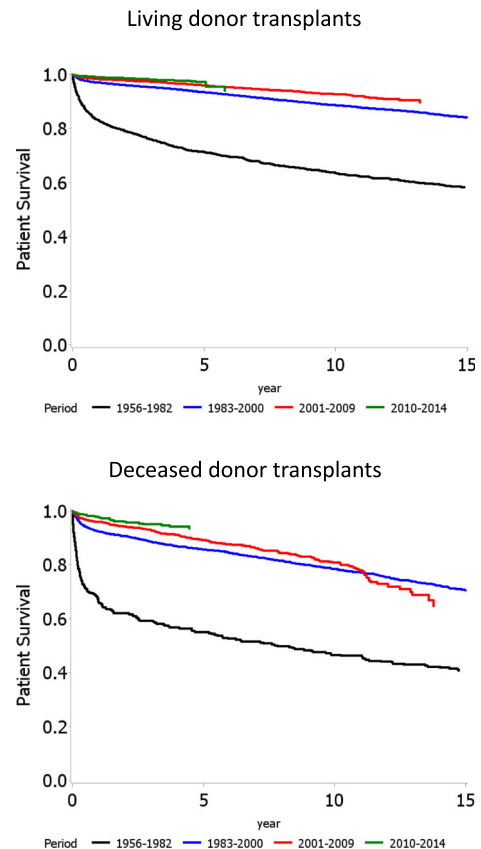 Living donor transplants
1.0
0.8
0.6
0.4
0.2
0.0
Patient Survival
0 5 10 15
year
Period 1956-1982 1983-2000 2001-2009 2010-2014
Deceased donor transplants
1.0
0.8
0.6
0.4
0.2
0.0
Patient Survival
0 5 10 15
year
Period 1956-1982 1983-2000 2001-2009 2010-2014